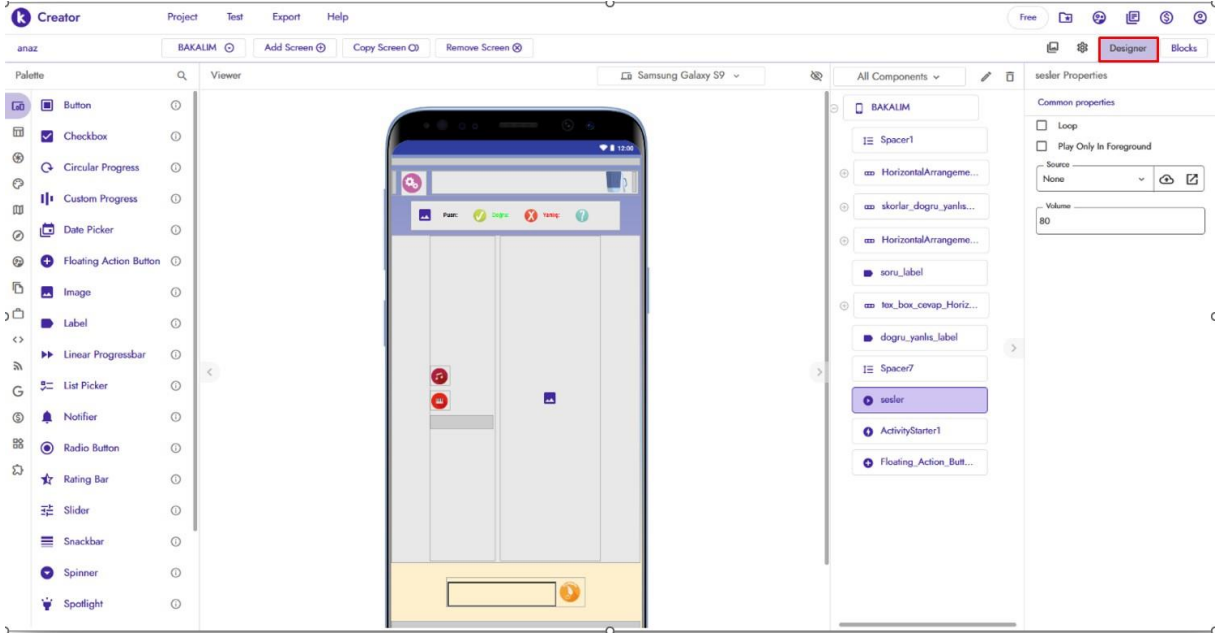 Creator
Project
Test
Export
Help
Free
anaz
BAKALIM
Add Screen
Copy Screen
Remove Screen
Designer
Blocks
Palette
Viewer
Samsung Galaxy S9
All Components
sesler Properties
Button
Checkbox
Circular Progress
Custom Progress
Date Picker
Floating Action Button
Image
Label
Linear Progressbar
List Picker
Notifier
Radio Button
Rating Bar
Slider
Snackbar
Spinner
Spotlight
12:00
Puan:
Yanlış:
BAKALIM
Spacer1
HorizontalArrangeme...
skorlar_dogru_yanlıs...
HorizontalArrangeme...
soru_label
tex_box_cevap_Horiz...
dogru_yanlıs_label
Spacer7
sesler
ActivityStarter1
Floating_Action_Butt...
Common properties
Loop
Play Only In Foreground
Source
None
Volume
80